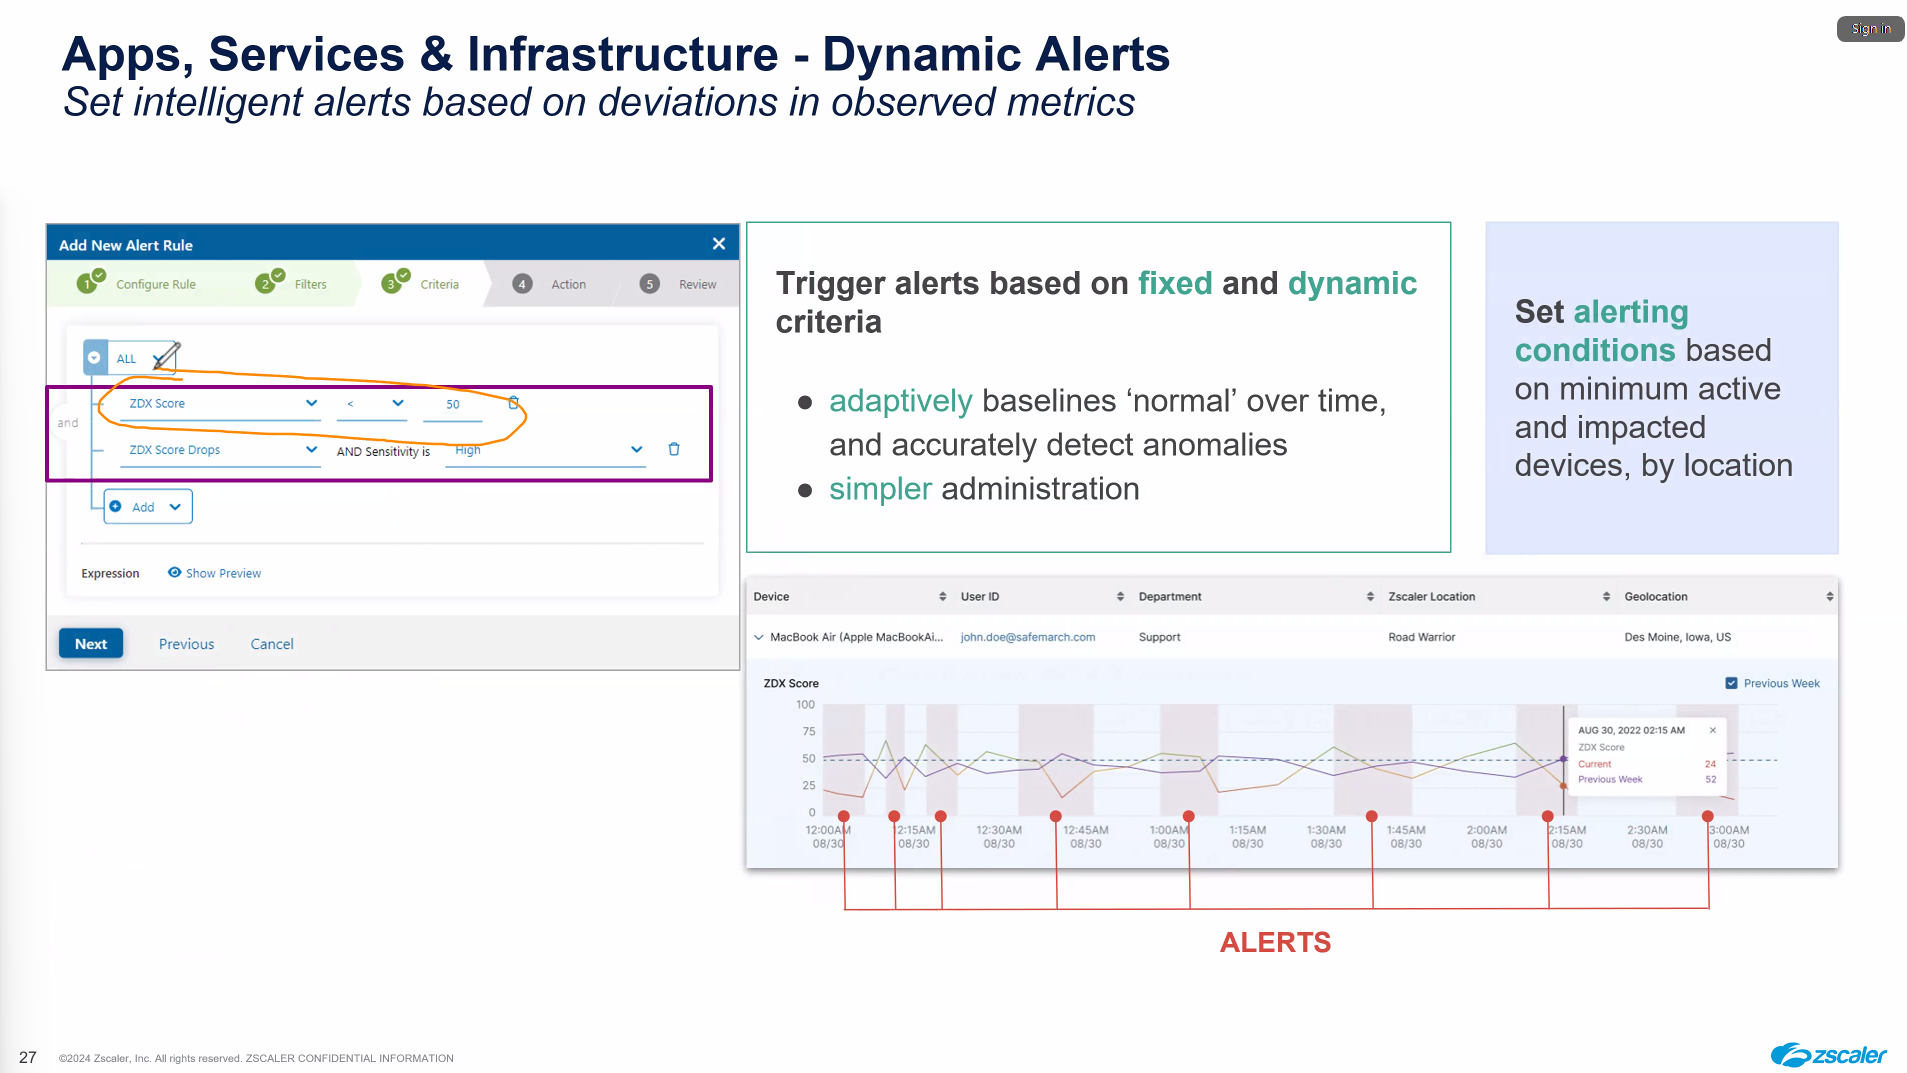 Sign in
Apps, Services & Infrastructure - Dynamic Alerts
Set intelligent alerts based on deviations in observed metrics
Add New Alert Rule
1 Configure Rule 2 Filters 3 Criteria 4 Action 5 Review
ALL
and
ZDX Score < 50
ZDX Score Drops AND Sensitivity is High
Add
Expression Show Preview
Next Previous Cancel
Trigger alerts based on fixed and dynamic
criteria
● adaptively baselines ‘normal’ over time,
and accurately detect anomalies
● simpler administration
Set alerting
conditions based
on minimum active
and impacted
devices, by location
Device User ID Department Zscaler Location Geolocation
MacBook Air (Apple MacBookAi... john.doe@safemarch.com Support Road Warrior Des Moine, Iowa, US
ZDX Score
Previous Week
100
75
50
25
0
AUG 30, 2022 02:15 AM
ZDX Score
Current 24
Previous Week 52
12:00AM 12:15AM 12:30AM 12:45AM 1:00AM 1:15AM 1:30AM 1:45AM 2:00AM 2:15AM 2:30AM 3:00AM
08/30 08/30 08/30 08/30 08/30 08/30 08/30 08/30 08/30 08/30 08/30 08/30
ALERTS
27
©2024 Zscaler, Inc. All rights reserved. ZSCALER CONFIDENTIAL INFORMATION
zscaler